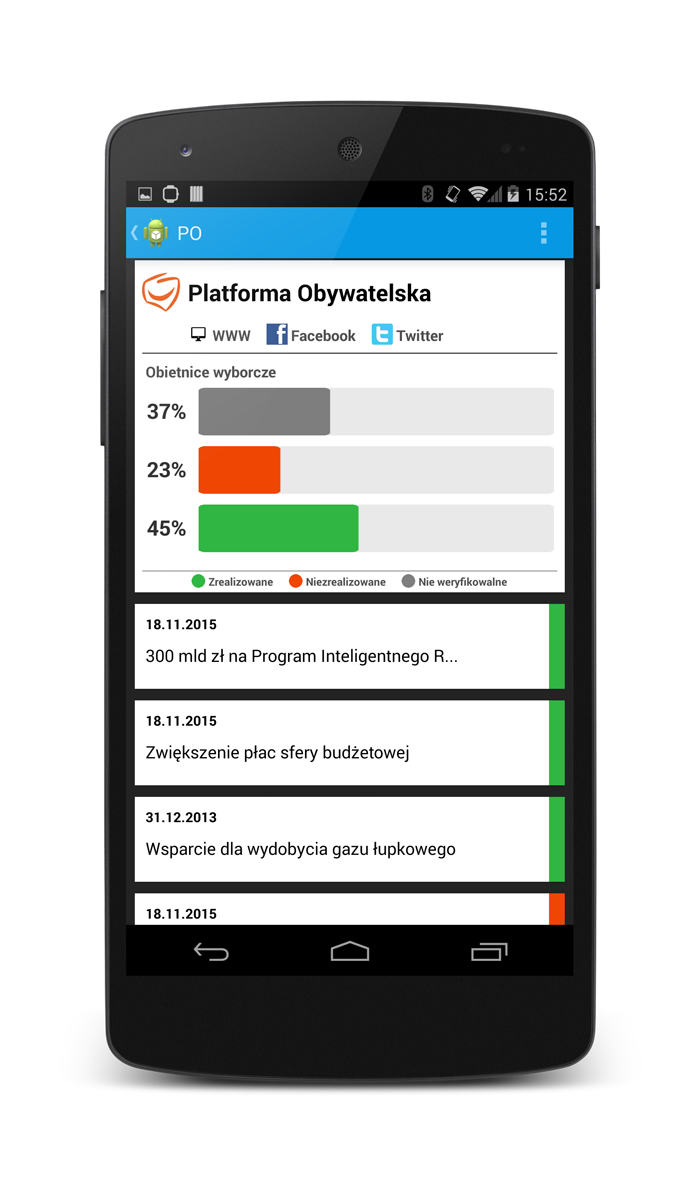 15:52
PO
Platforma Obywatelska
WWW Facebook Twitter
Obietnice wyborcze
37%
23%
45%
Zrealizowane Niezrealizowane Nie weryfikowalne
18.11.2015
300 mld zł na Program Inteligentnego R...
18.11.2015
Zwiększenie płac sfery budżetowej
31.12.2013
Wsparcie dla wydobycia gazu łupkowego
18.11.2015